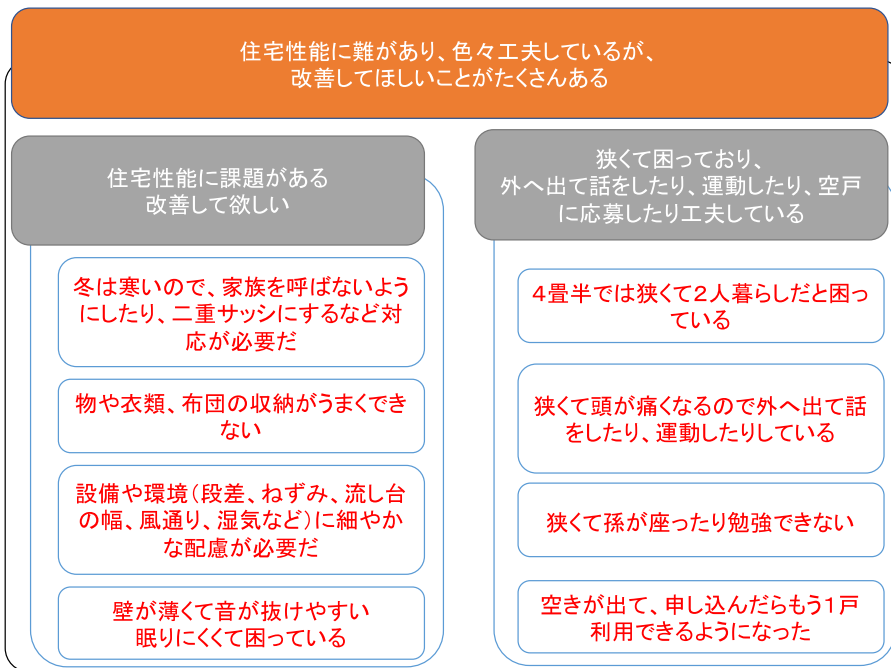 住宅性能に難があり、色々工夫しているが、
改善してほしいことがたくさんある
住宅性能に課題がある
改善して欲しい
冬は寒いので、家族を呼ばないよう
にしたり、二重サッシにするなど対
応が必要だ
物や衣類、布団の収納がうまくでき
ない
設備や環境（段差、ねずみ、流し台
の幅、風通り、湿気など）に細やか
な配慮が必要だ
壁が薄くて音が抜けやすい
眠りにくくて困っている
狭くて困っており、
外へ出て話をしたり、運動したり、空戸
に応募したり工夫している
４畳半では狭くて２人暮らしだと困っ
ている
狭くて頭が痛くなるので外へ出て話
をしたり、運動したりしている
狭くて孫が座ったり勉強できない
空きが出て、申し込んだらもう１戸
利用できるようになった